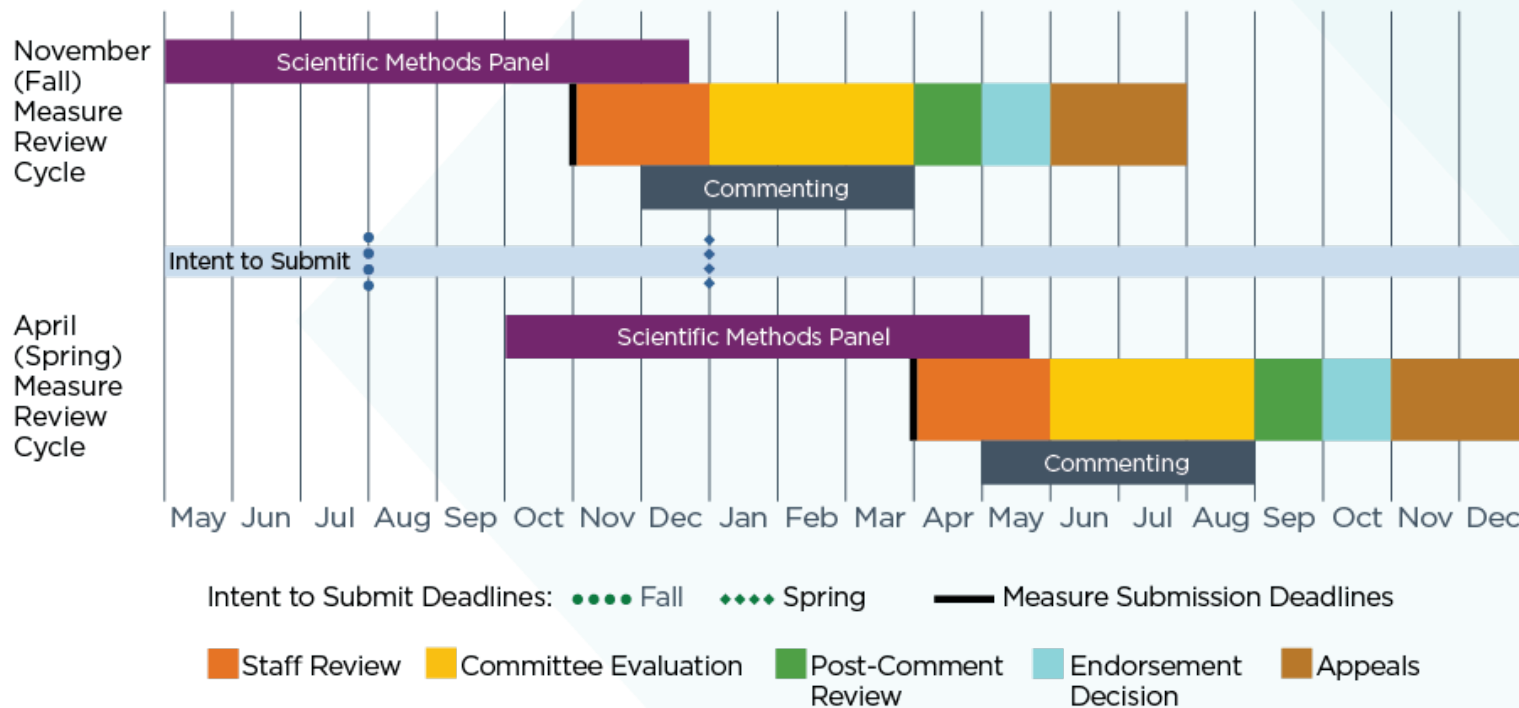 November
(Fall)
Measure
Review
Cycle
Scientific Methods Panel
Commenting
Intent to Submit
April
(Spring)
Measure
Review
Cycle
Scientific Methods Panel
Commenting
May Jun Jul Aug Sep Oct Nov Dec Jan Feb Mar Apr May Jun Jul Aug Sep Oct Nov Dec
Intent to Submit Deadlines: Fall Spring Measure Submission Deadlines
Staff Review Committee Evaluation Post-Comment Review Endorsement Decision Appeals